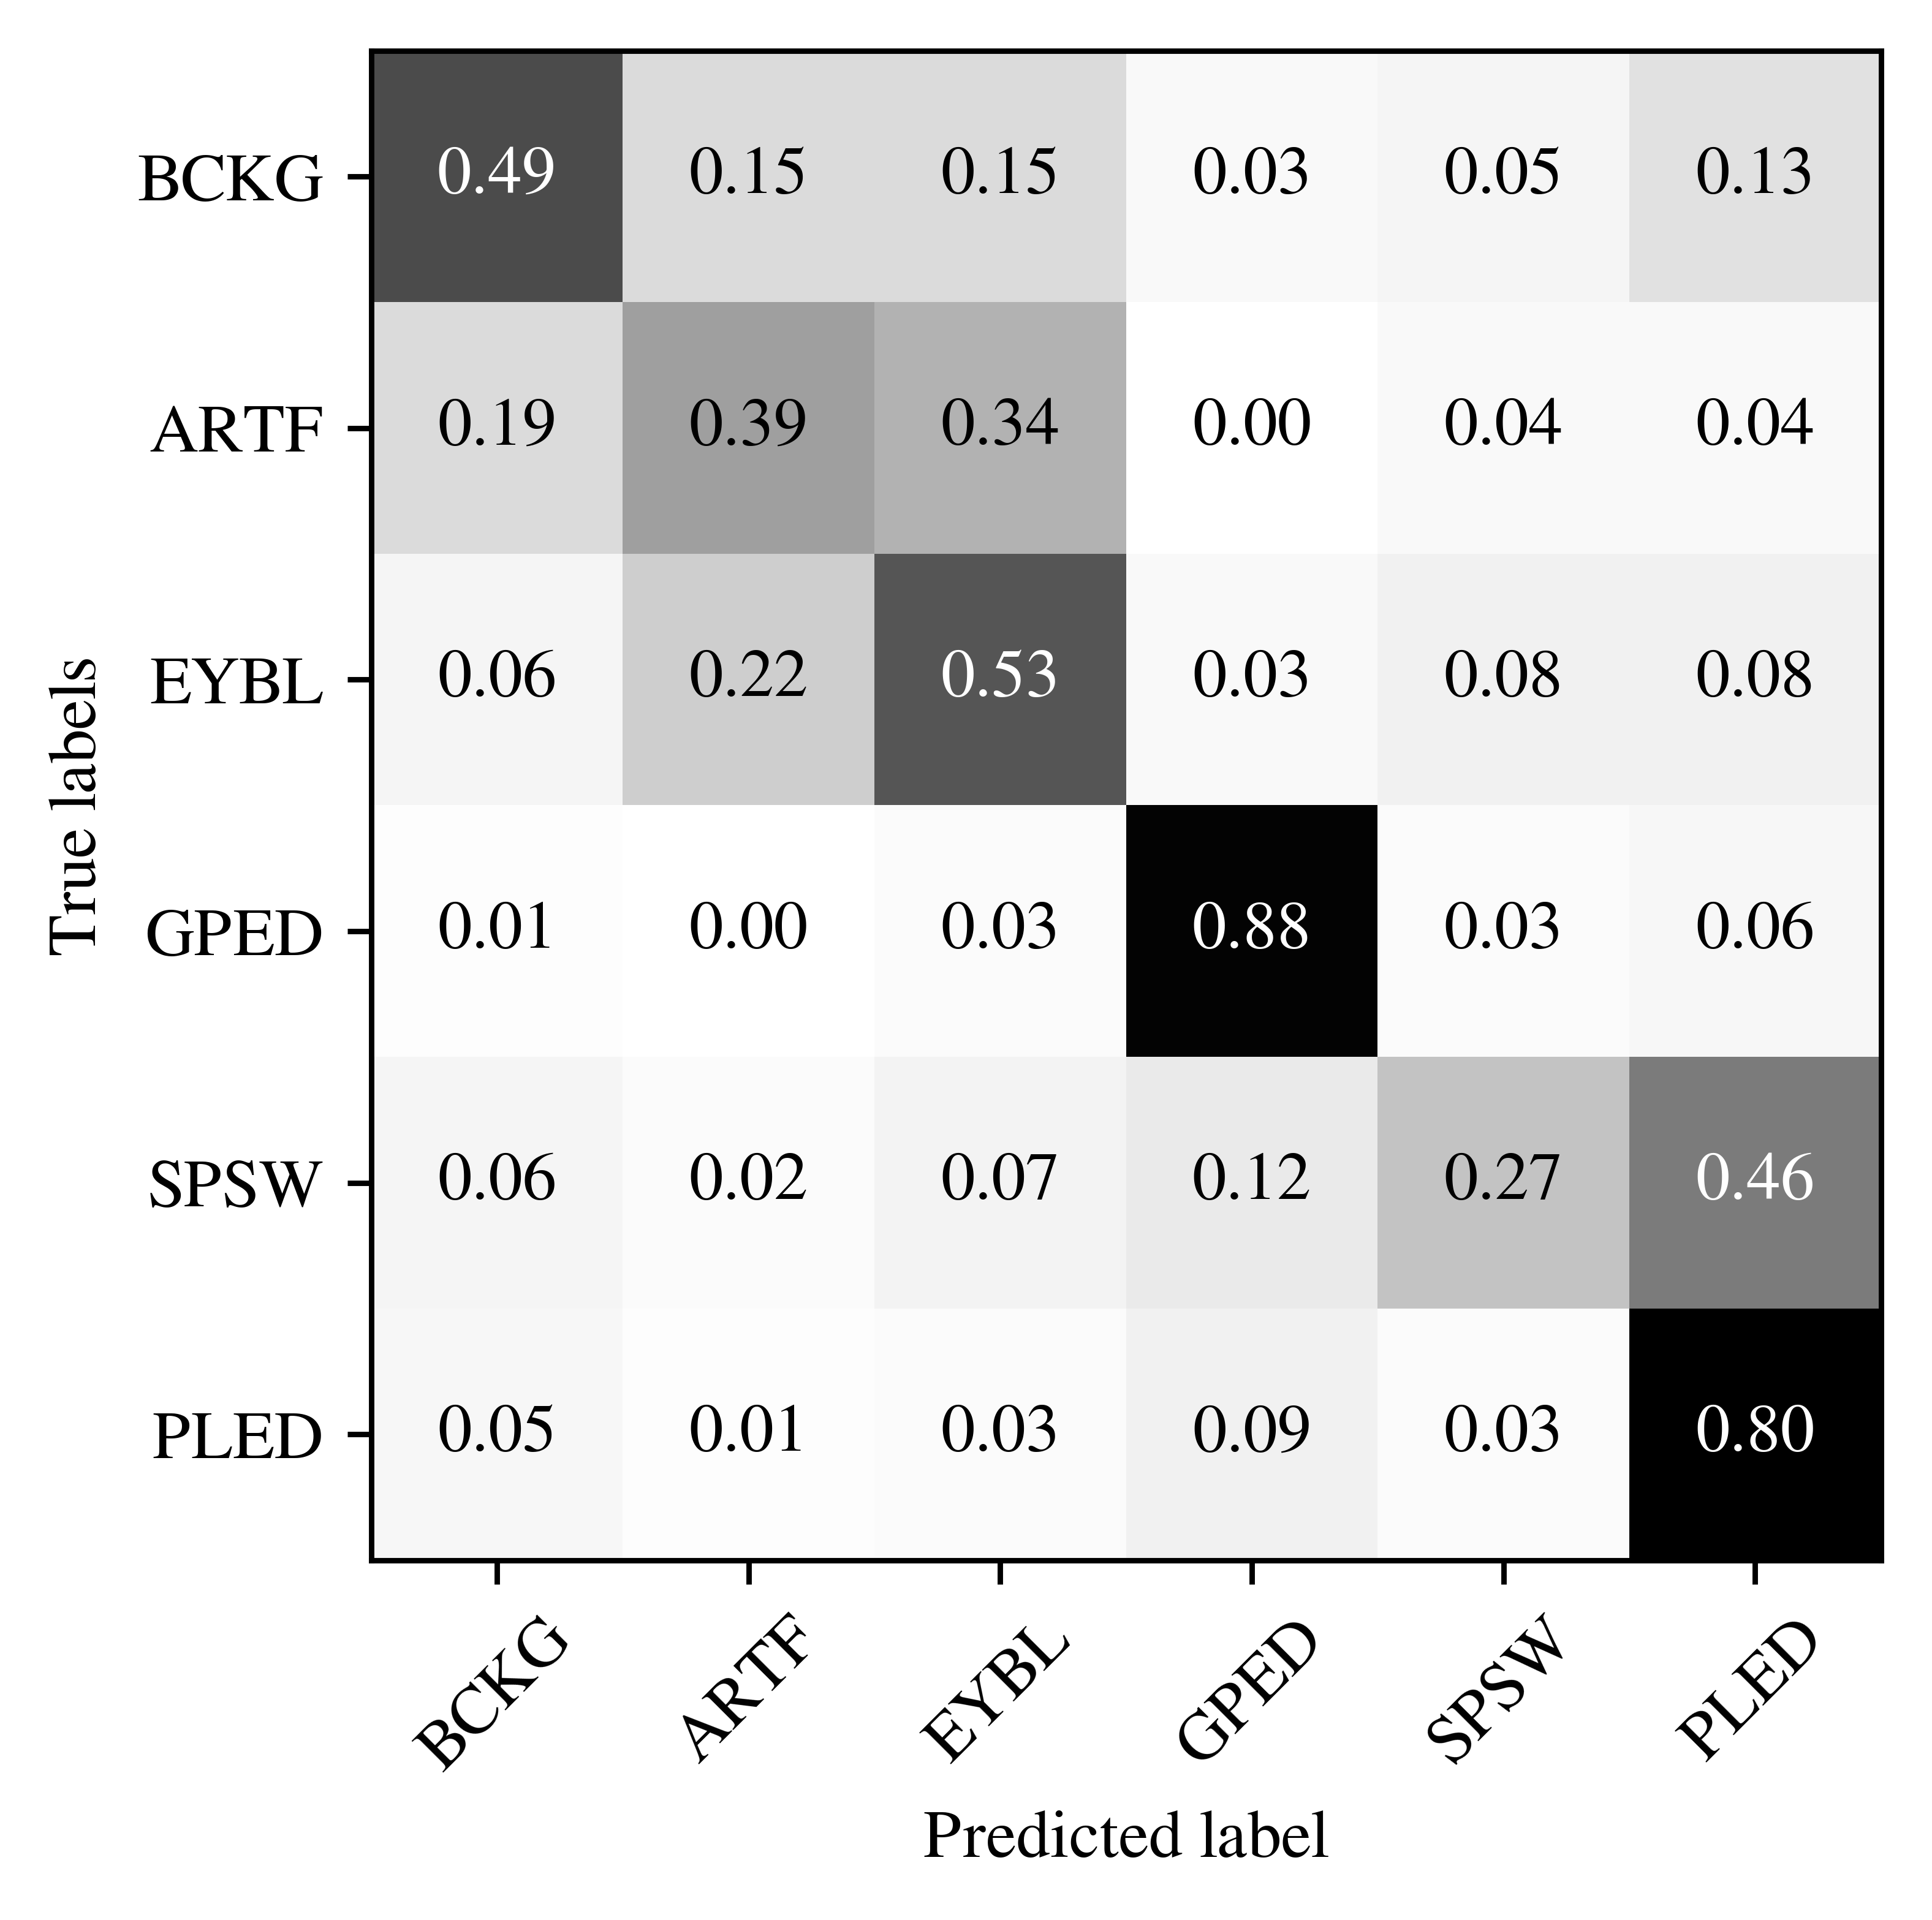 True labels
BCKG 0.49 0.15 0.15 0.03 0.05 0.13
ARTF 0.19 0.39 0.34 0.00 0.04 0.04
EYBL 0.06 0.22 0.53 0.03 0.08 0.08
GPED 0.01 0.00 0.03 0.88 0.03 0.06
SPSW 0.06 0.02 0.07 0.12 0.27 0.46
PLED 0.05 0.01 0.03 0.09 0.03 0.80
BCKG ARTF EYBL GPED SPSW PLED
Predicted label